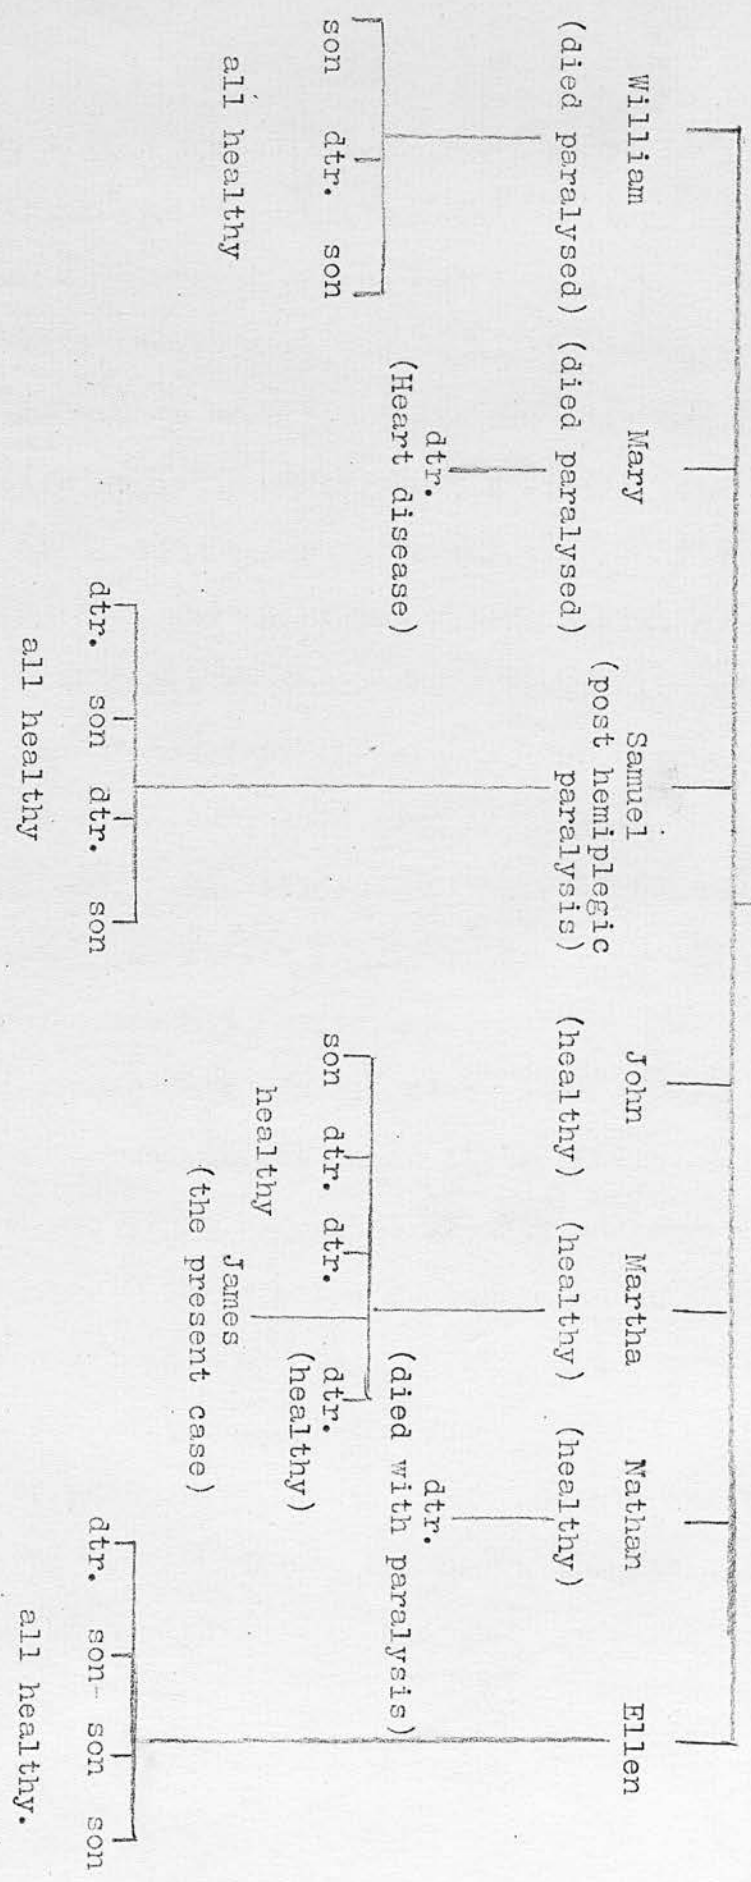 William Mary Samuel John Martha Nathan Ellen
(died paralysed) (died paralysed) (post hemiplegic paralysis) (healthy) (healthy) (healthy)
son dtr. son
all healthy
dtr.
(Heart disease)
dtr. son dtr. son
all healthy
son dtr. dtr. dtr.
healthy (healthy)
James
(the present case)
dtr.
(died with paralysis)
dtr. son- son son
all healthy.